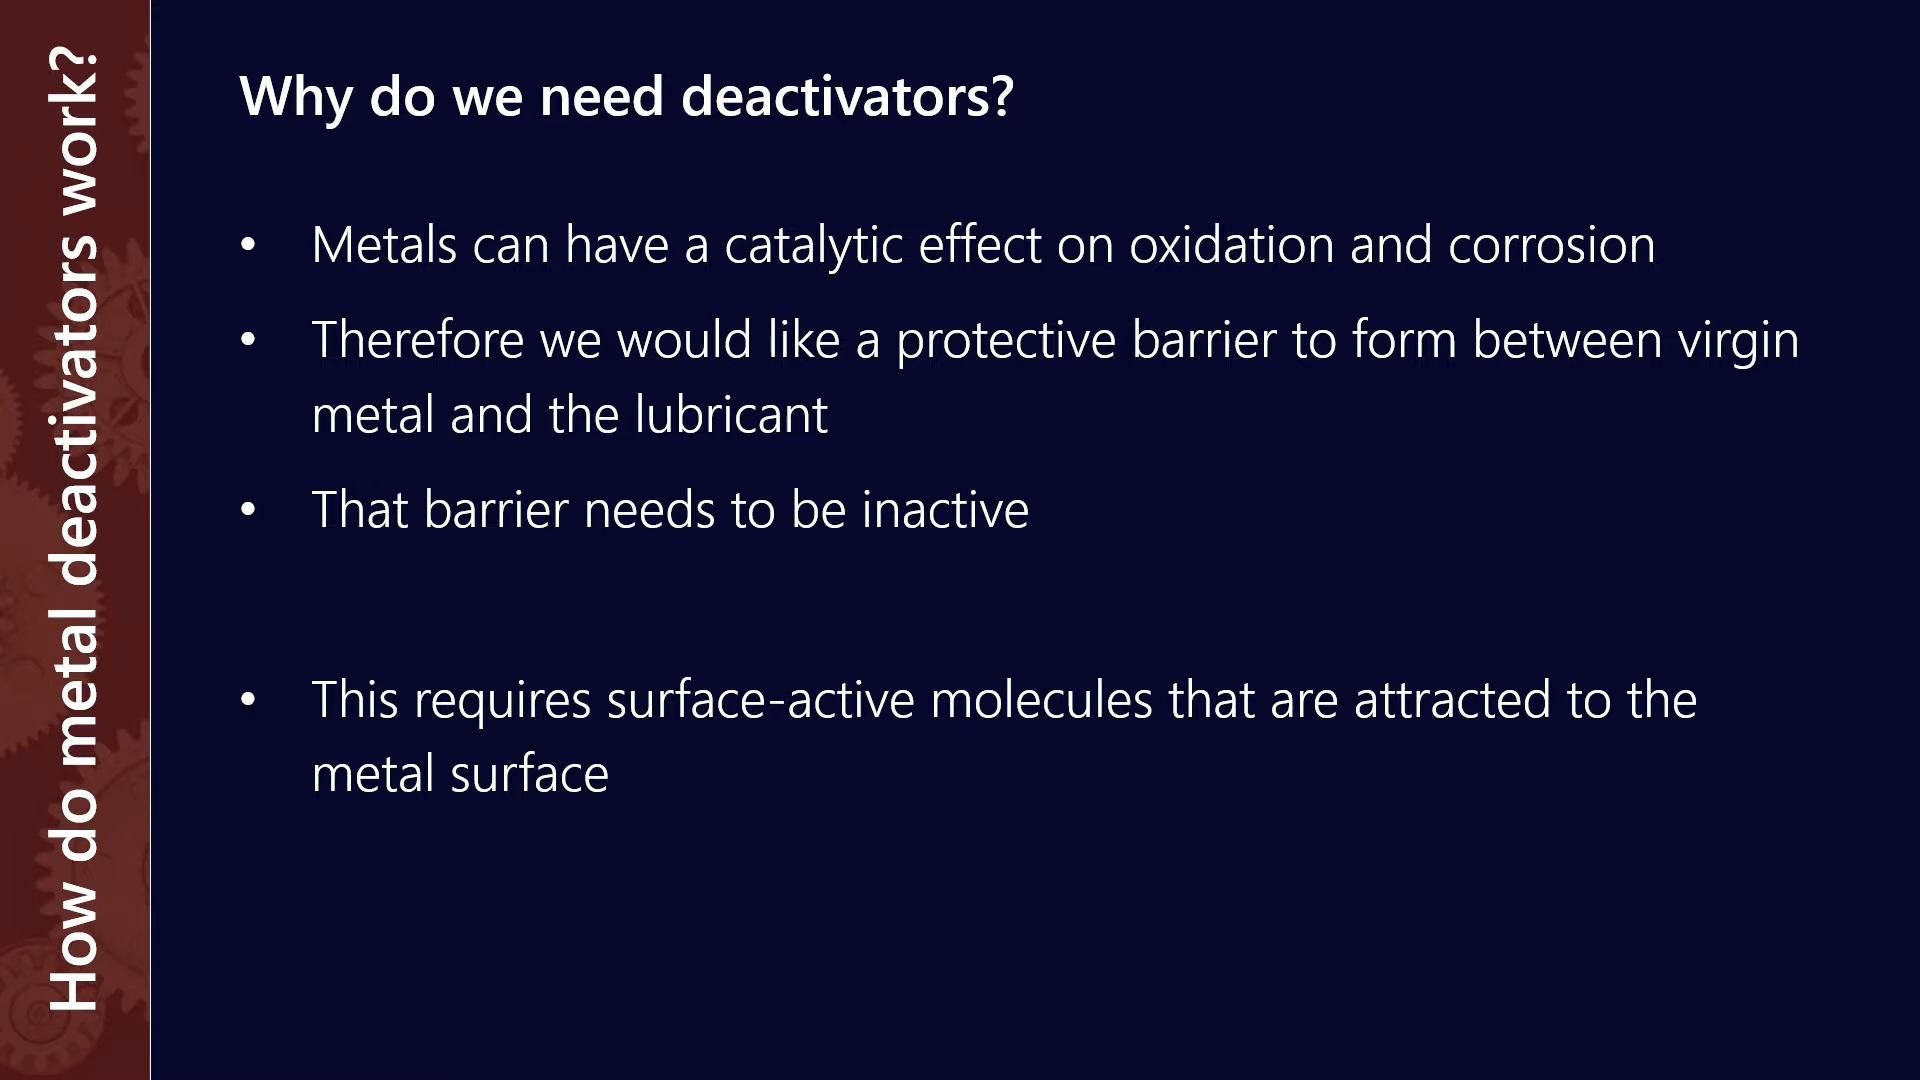 How do metal deactivators work?
Why do we need deactivators?
• Metals can have a catalytic effect on oxidation and corrosion
• Therefore we would like a protective barrier to form between virgin
metal and the lubricant
• That barrier needs to be inactive
• This requires surface-active molecules that are attracted to the
metal surface